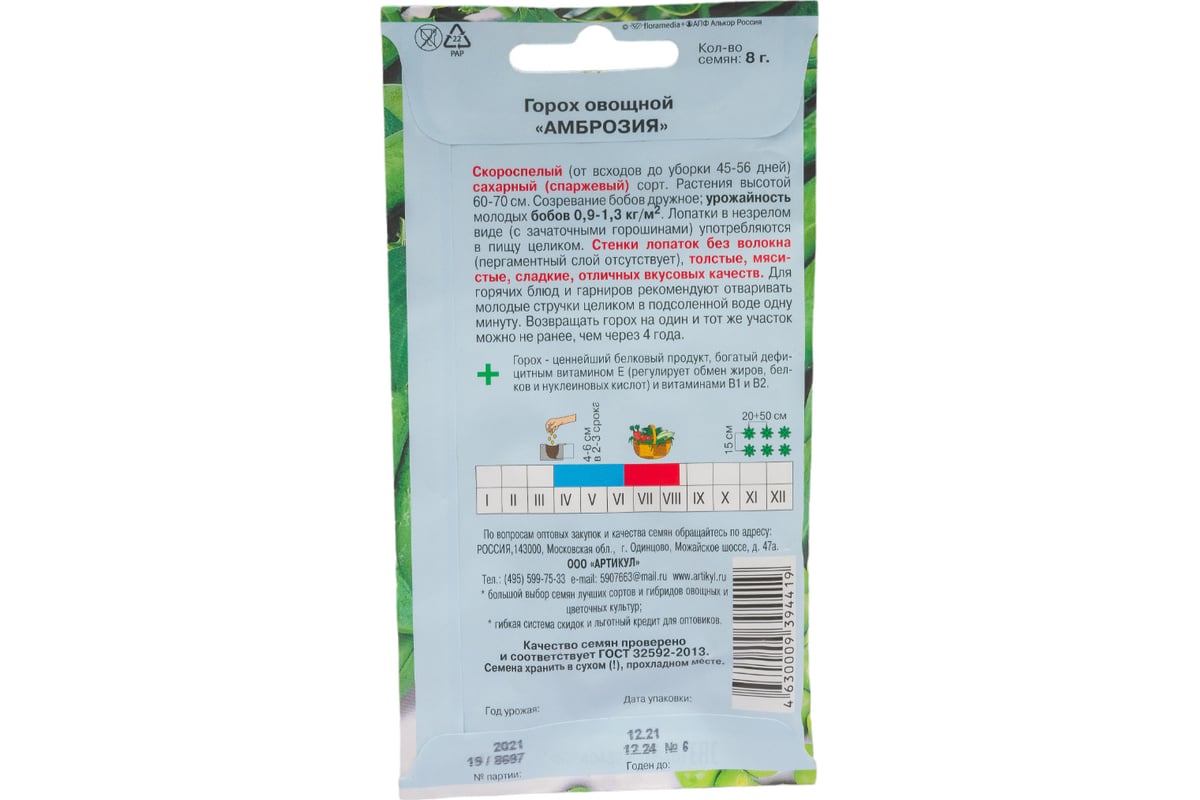 © floramedia + АПФ Алькор Россия
22
PAP
Кол-во
семян: 8 г.
Горох овощной
«АМБРОЗИЯ»
Скороспелый (от всходов до уборки 45-56 дней)
сахарный (спаржевый) сорт. Растения высотой
60-70 см. Созревание бобов дружное; урожайность
молодых бобов 0,9-1,3 кг/м². Лопатки в незрелом
виде (с зачаточными горошинами) употребляются
в пищу целиком. Стенки лопаток без волокна
(пергаментный слой отсутствует), толстые, мяси-
стые, сладкие, отличных вкусовых качеств. Для
горячих блюд и гарниров рекомендуют отваривать
молодые стручки целиком в подсоленной воде одну
минуту. Возвращать горох на один и тот же участок
можно не ранее, чем через 4 года.
Горох - ценнейший белковый продукт, богатый дефи-
цитным витамином Е (регулирует обмен жиров, бел-
ков и нуклеиновых кислот) и витаминами В1 и В2.
4-6 см
в 2-3 срока
20+50 см
15 см
I II III IV V VI VII VIII IX X XI XII
По вопросам оптовых закупок и качества семян обращайтесь по адресу:
РОССИЯ,143000, Московская обл., г. Одинцово, Можайское шоссе, д. 47а.
ООО «АРТИКУЛ»
Тел.: (495) 599-75-33 e-mail: 5907663@mail.ru www.artikyl.ru
* большой выбор семян лучших сортов и гибридов овощных и
цветочных культур;
* гибкая система скидок и льготный кредит для оптовиков.
Качество семян проверено
и соответствует ГОСТ 32592-2013.
Семена хранить в сухом (!), прохладном месте.
4630009394419
Год урожая:
Дата упаковки:
2021
12.21
19 / 8697
12.24 № 6
№ партии:
Годен до: